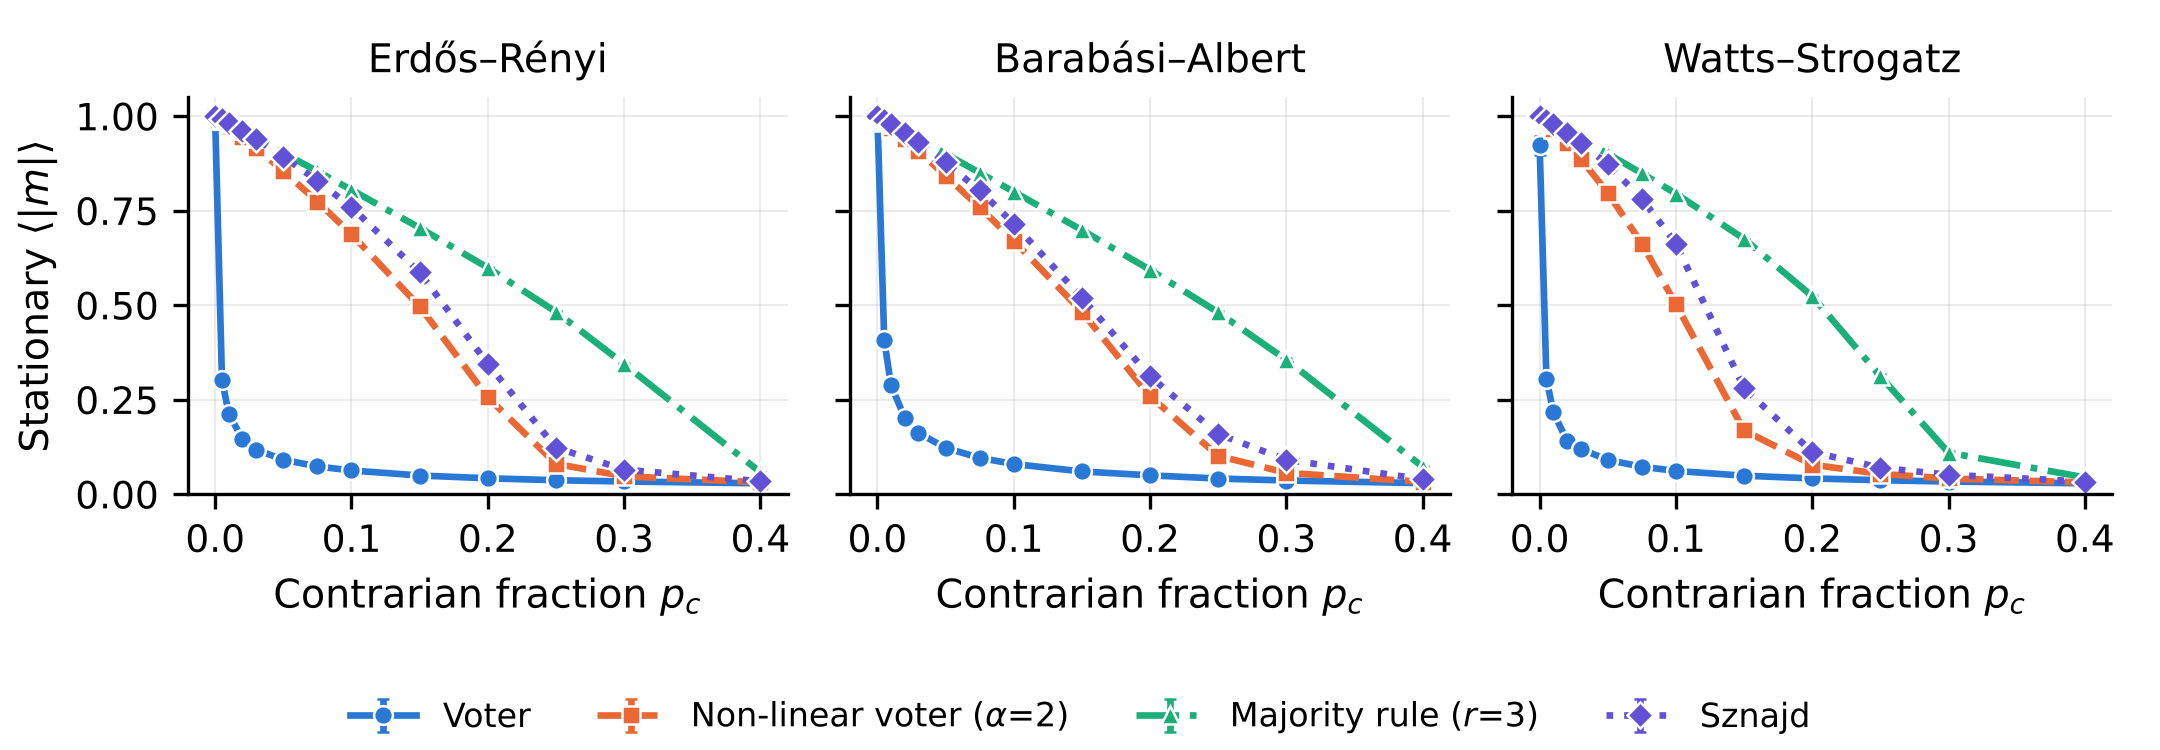 Erdős–Rényi
Barabási–Albert
Watts–Strogatz
Stationary ⟨|m|⟩
1.00
0.75
0.50
0.25
0.00
0.0 0.1 0.2 0.3 0.4
0.0 0.1 0.2 0.3 0.4
0.0 0.1 0.2 0.3 0.4
Contrarian fraction p_c
Contrarian fraction p_c
Contrarian fraction p_c
Voter
Non-linear voter (α=2)
Majority rule (r=3)
Sznajd